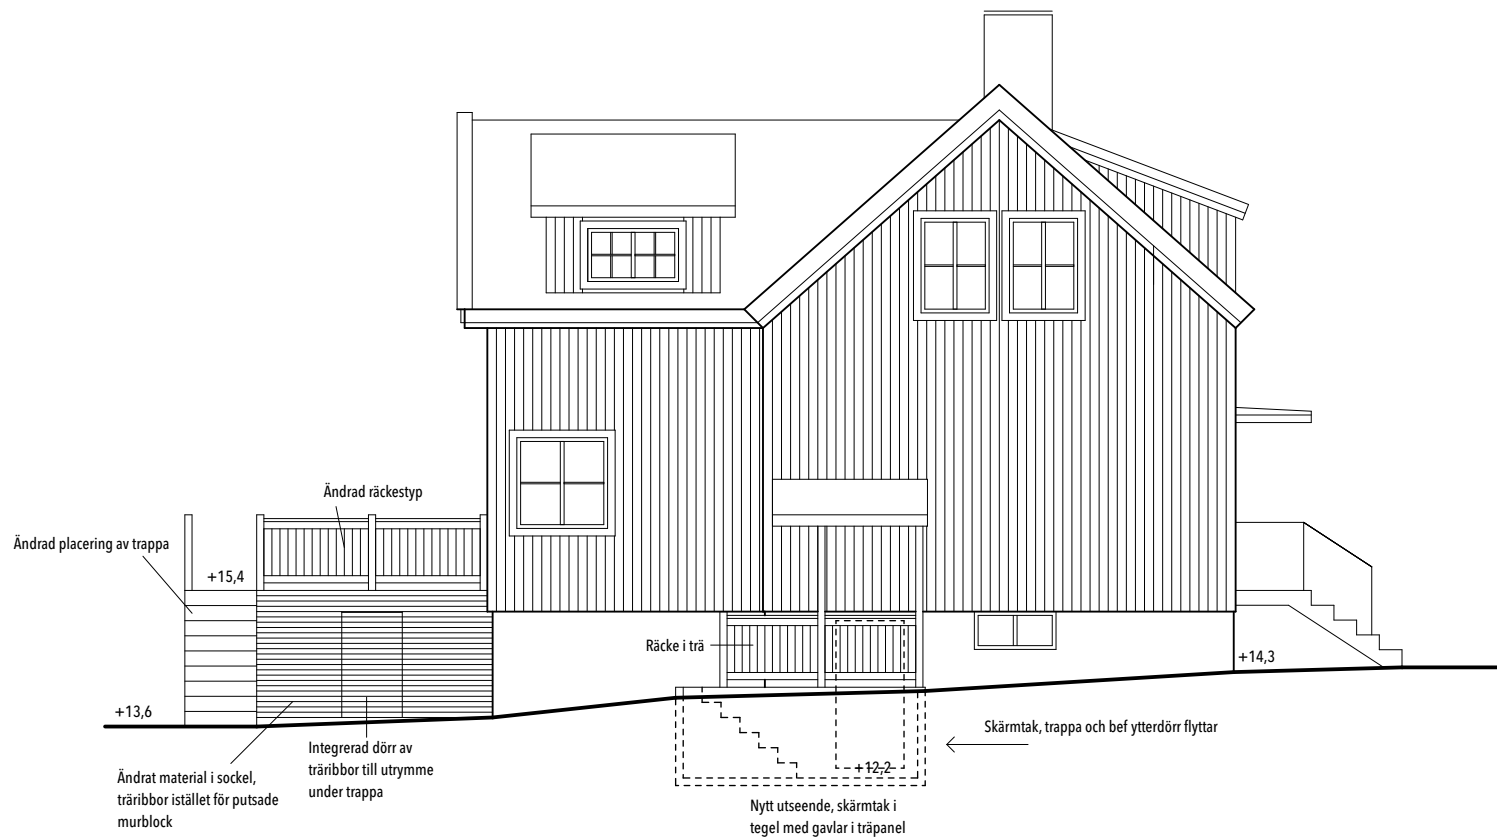 Ändrad räckestyp
Ändrad placering av trappa
+15,4
Räcke i trä
+14,3
+13,6
Skärmtak, trappa och bef ytterdörr flyttar
Integrerad dörr av
träribbor till utrymme
under trappa
+12,2
Ändrat material i sockel,
träribbor istället för putsade
murblock
Nytt utseende, skärmtak i
tegel med gavlar i träpanel